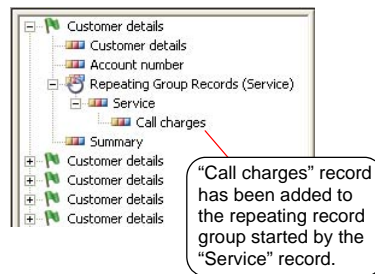 Customer details
Customer details
Account number
Repeating Group Records (Service)
Service
Call charges
Summary
Customer details
Customer details
Customer details
Customer details
“Call charges” record
has been added to
the repeating record
group started by the
“Service” record.